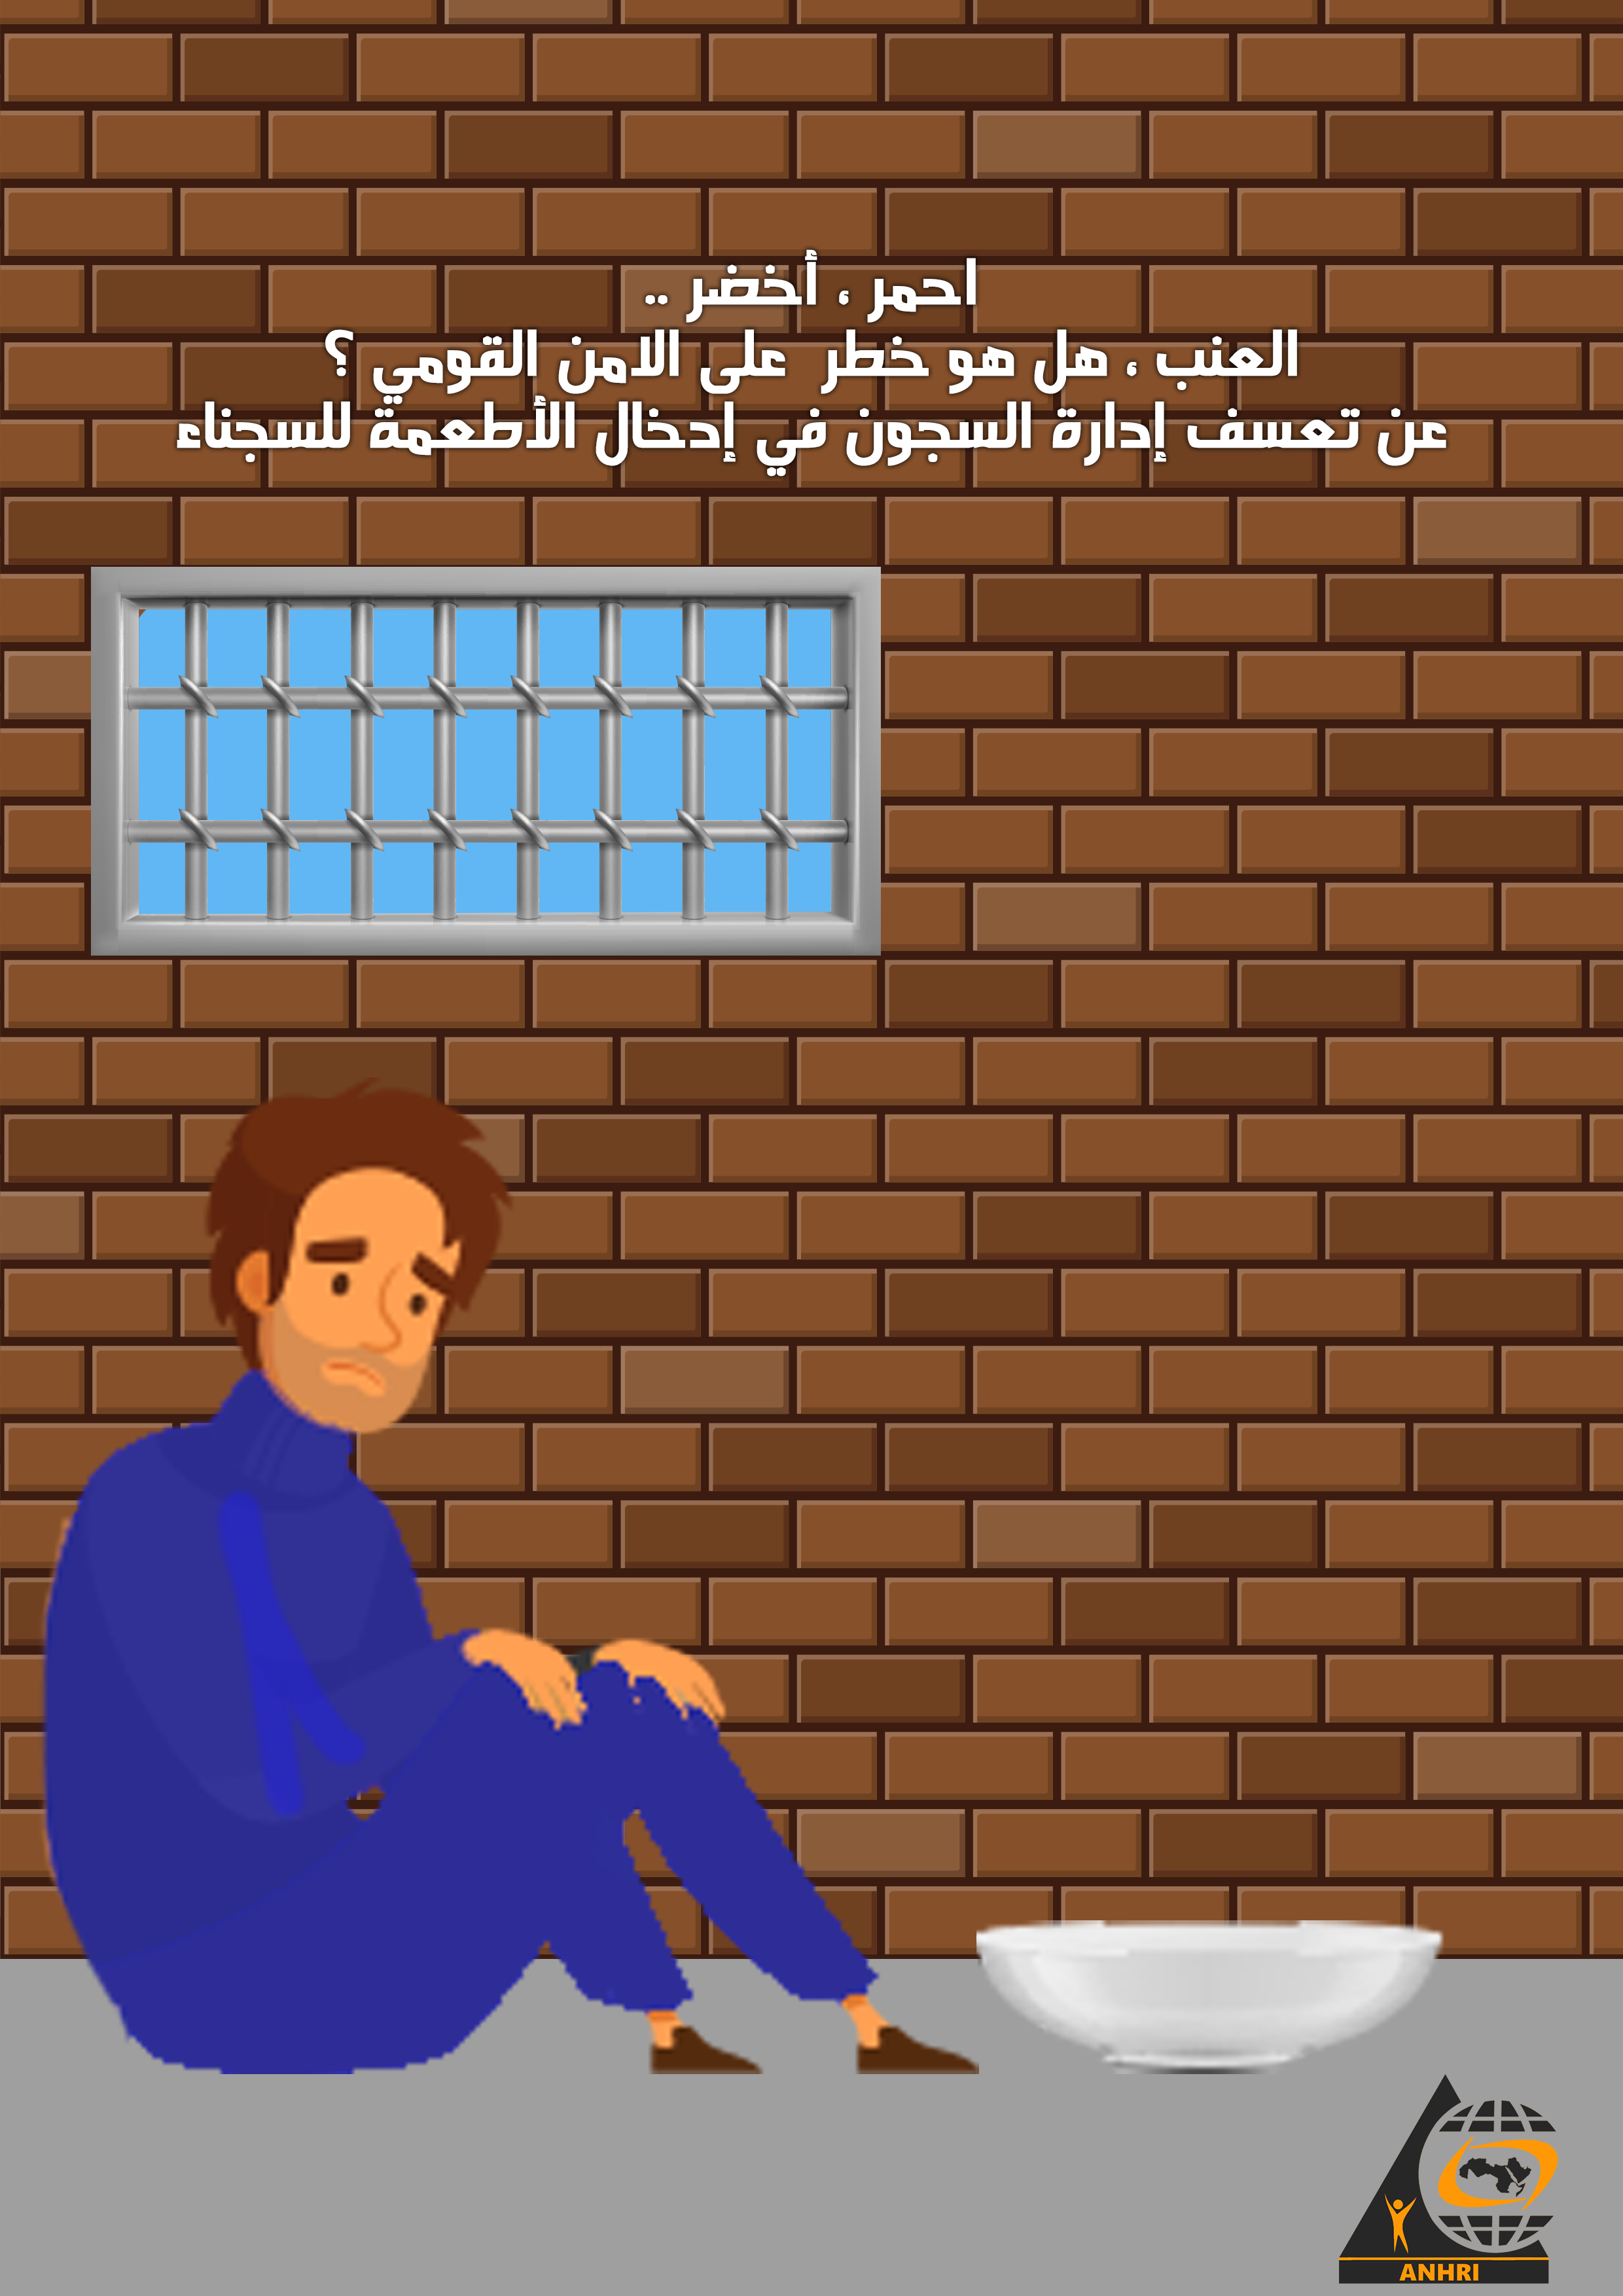 احمر ، أخضر ..
العنب ، هل هو خطر على الامن القومي ؟
عن تعسف إدارة السجون في إدخال الأطعمة للسجناء
ANHRI